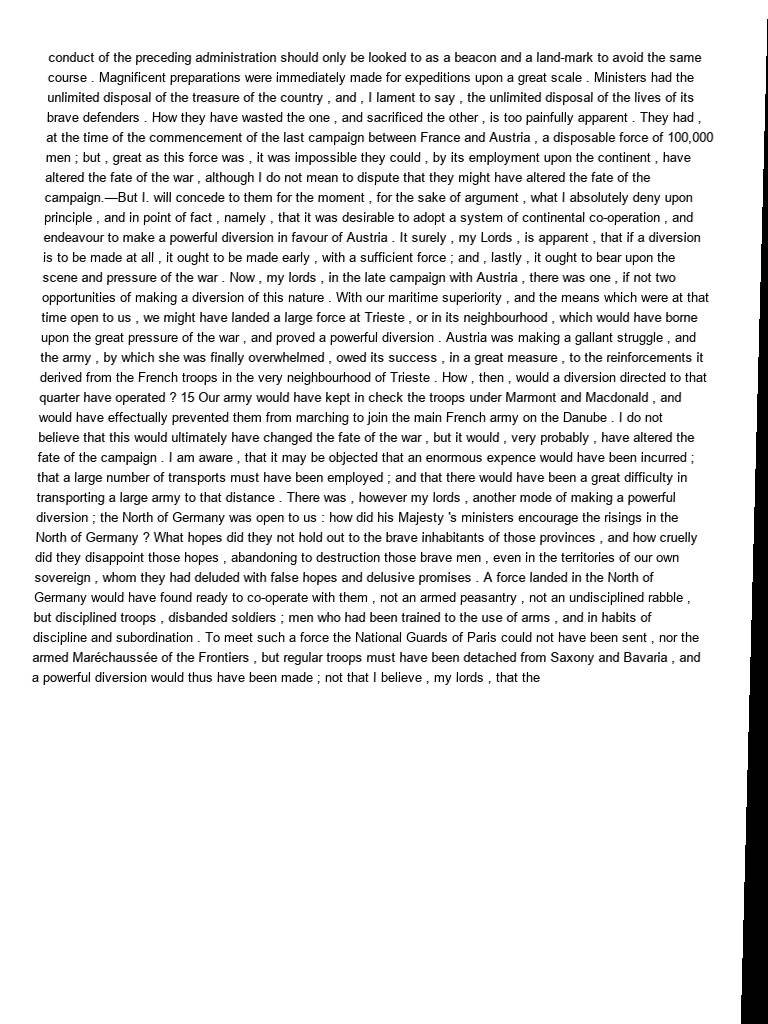 conduct of the preceding administration should only be looked to as a beacon and a land-mark to avoid the same
course . Magnificent preparations were immediately made for expeditions upon a great scale . Ministers had the
unlimited disposal of the treasure of the country , and , I lament to say , the unlimited disposal of the lives of its
brave defenders . How they have wasted the one , and sacrificed the other , is too painfully apparent . They had ,
at the time of the commencement of the last campaign between France and Austria , a disposable force of 100,000
men ; but , great as this force was , it was impossible they could , by its employment upon the continent , have
altered the fate of the war , although I do not mean to dispute that they might have altered the fate of the
campaign.—But I. will concede to them for the moment , for the sake of argument , what I absolutely deny upon
principle , and in point of fact , namely , that it was desirable to adopt a system of continental co-operation , and
endeavour to make a powerful diversion in favour of Austria . It surely , my Lords , is apparent , that if a diversion
is to be made at all , it ought to be made early , with a sufficient force ; and , lastly , it ought to bear upon the
scene and pressure of the war . Now , my lords , in the late campaign with Austria , there was one , if not two
opportunities of making a diversion of this nature . With our maritime superiority , and the means which were at that
time open to us , we might have landed a large force at Trieste , or in its neighbourhood , which would have borne
upon the great pressure of the war , and proved a powerful diversion . Austria was making a gallant struggle , and
the army , by which she was finally overwhelmed , owed its success , in a great measure , to the reinforcements it
derived from the French troops in the very neighbourhood of Trieste . How , then , would a diversion directed to that
quarter have operated ? 15 Our army would have kept in check the troops under Marmont and Macdonald , and
would have effectually prevented them from marching to join the main French army on the Danube . I do not
believe that this would ultimately have changed the fate of the war , but it would , very probably , have altered the
fate of the campaign . I am aware , that it may be objected that an enormous expence would have been incurred ;
that a large number of transports must have been employed ; and that there would have been a great difficulty in
transporting a large army to that distance . There was , however my lords , another mode of making a powerful
diversion ; the North of Germany was open to us : how did his Majesty 's ministers encourage the risings in the
North of Germany ? What hopes did they not hold out to the brave inhabitants of those provinces , and how cruelly
did they disappoint those hopes , abandoning to destruction those brave men , even in the territories of our own
sovereign , whom they had deluded with false hopes and delusive promises . A force landed in the North of
Germany would have found ready to co-operate with them , not an armed peasantry , not an undisciplined rabble ,
but disciplined troops , disbanded soldiers ; men who had been trained to the use of arms , and in habits of
discipline and subordination . To meet such a force the National Guards of Paris could not have been sent , nor the
armed Maréchaussée of the Frontiers , but regular troops must have been detached from Saxony and Bavaria , and
a powerful diversion would thus have been made ; not that I believe , my lords , that the